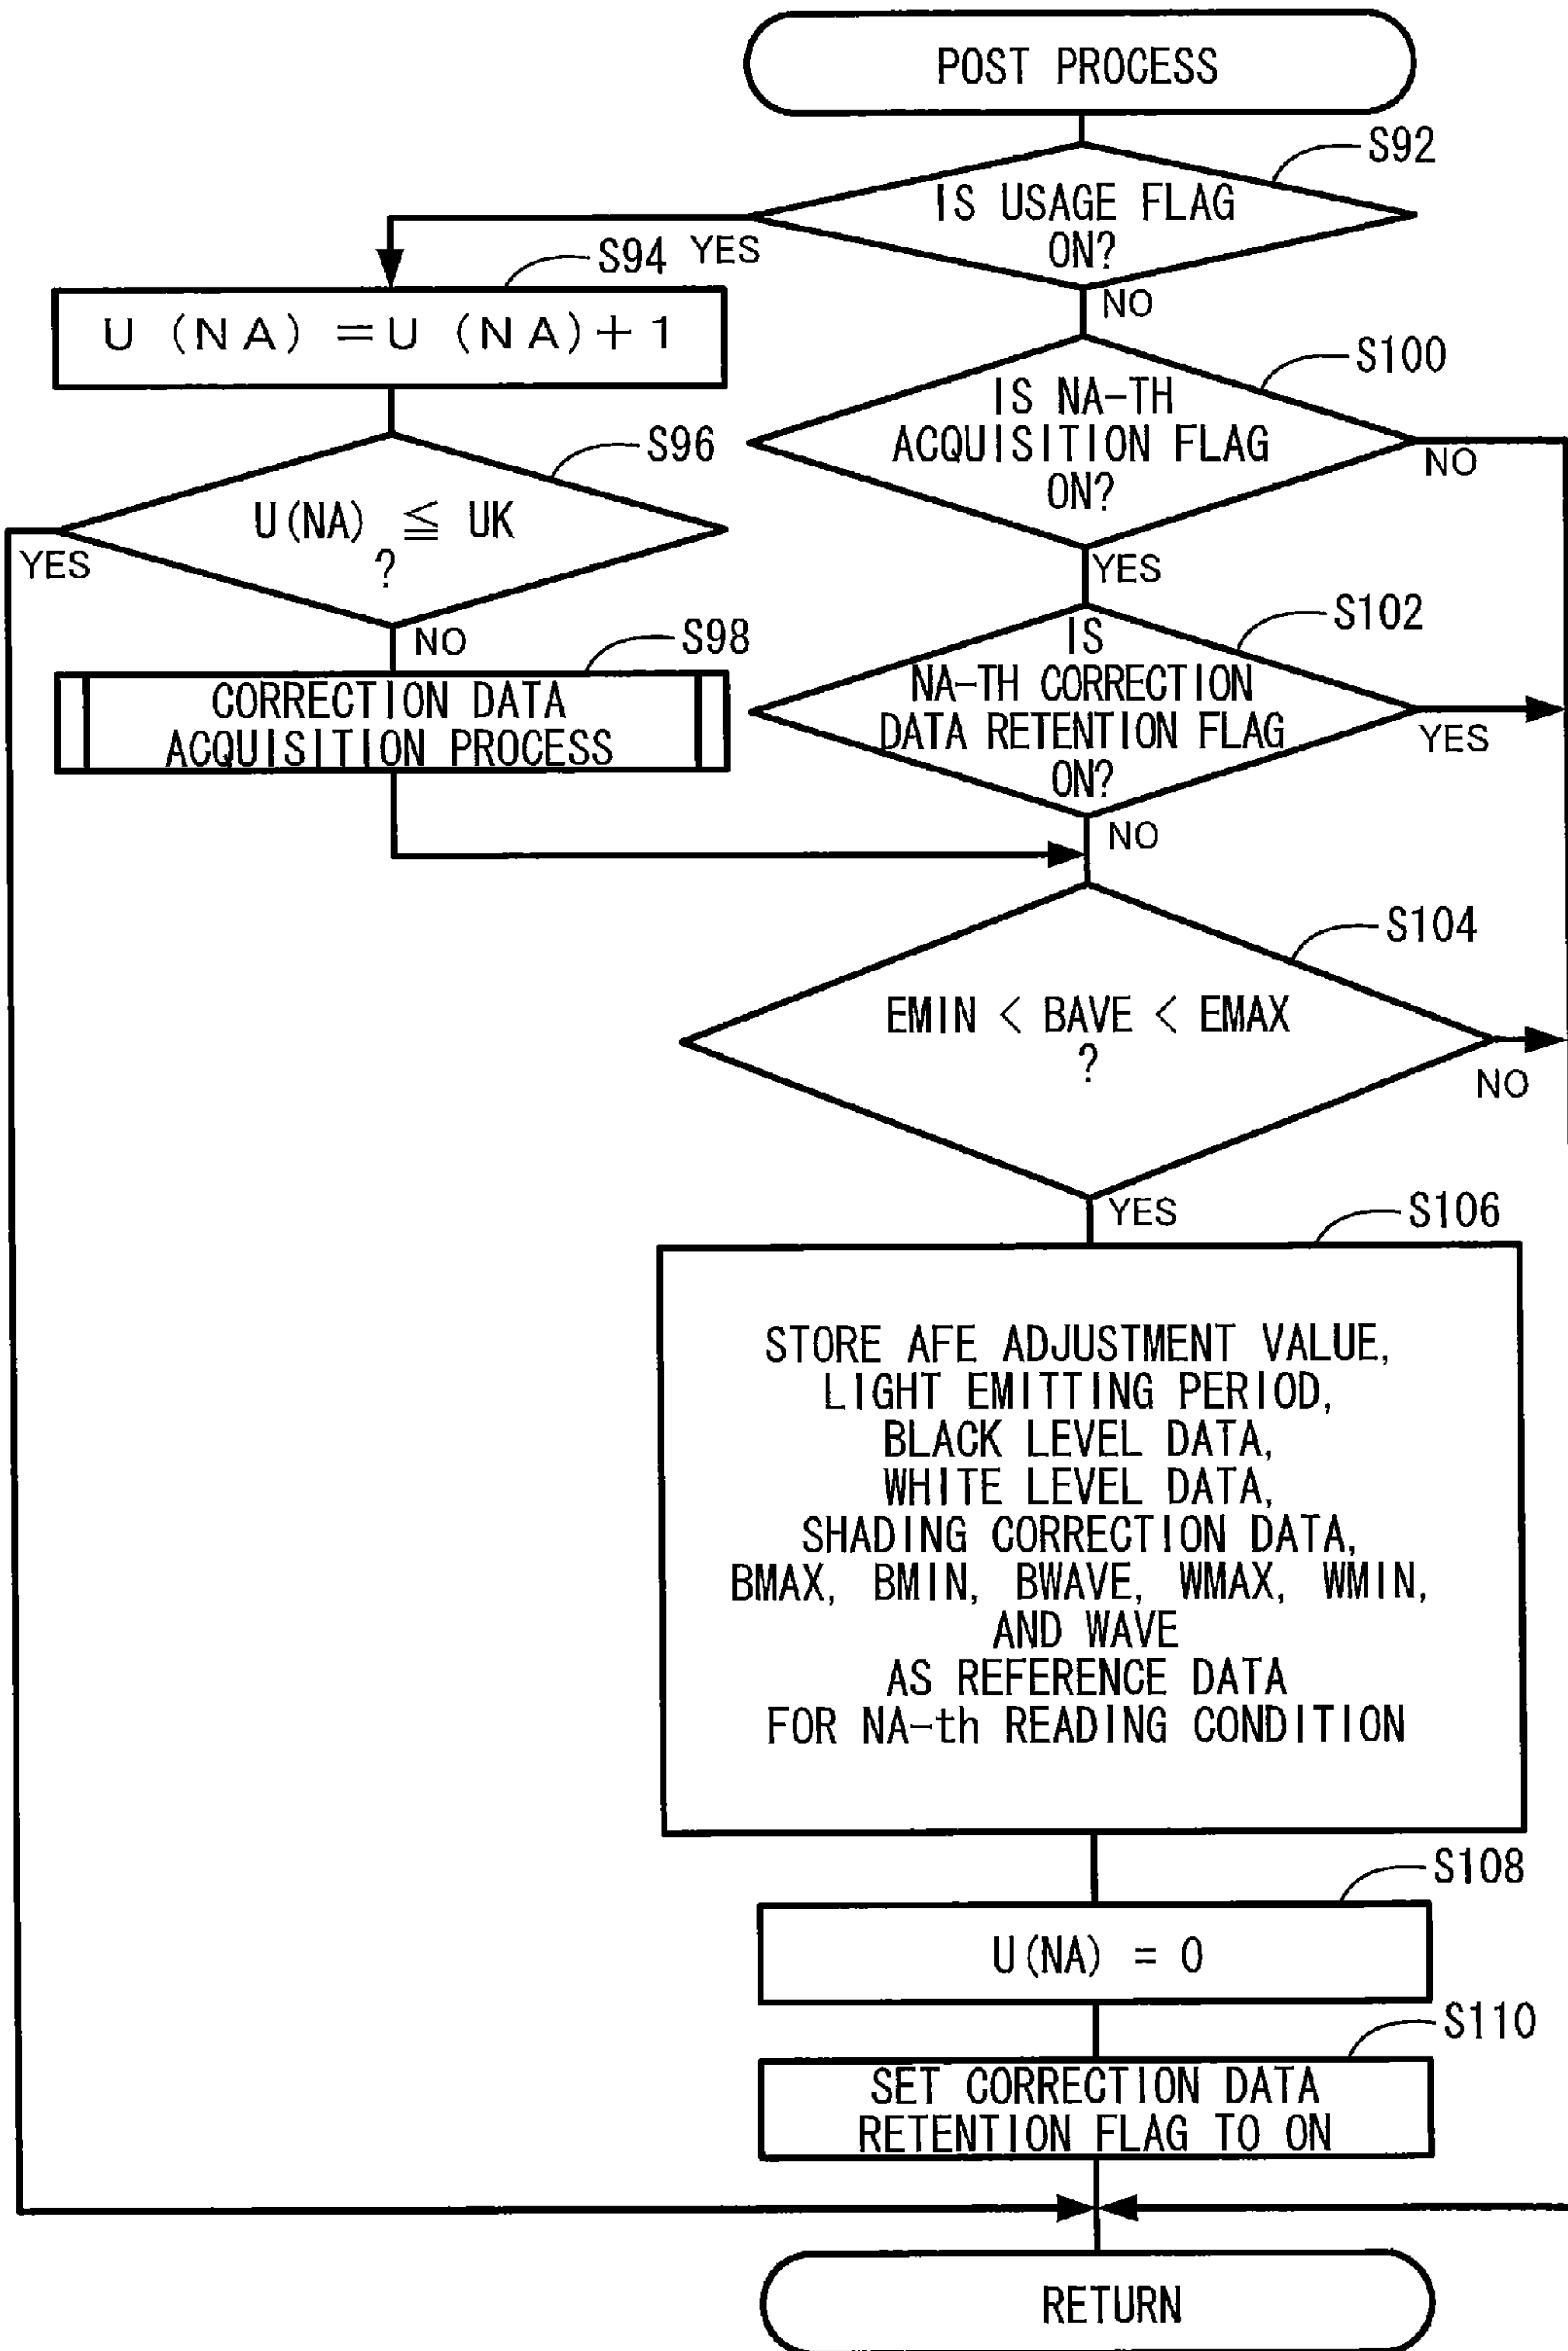 POST PROCESS
S92
IS USAGE FLAG
ON?
YES
NO
S94
U (NA) =U (NA)+1
S100
IS NA-TH
ACQUISITION FLAG
ON?
NO
YES
S96
U(NA) ≦ UK
?
YES
NO
S98
CORRECTION DATA
ACQUISITION PROCESS
S102
IS
NA-TH CORRECTION
DATA RETENTION FLAG
ON?
YES
NO
S104
EMIN < BAVE < EMAX
?
NO
YES
S106
STORE AFE ADJUSTMENT VALUE,
LIGHT EMITTING PERIOD,
BLACK LEVEL DATA,
WHITE LEVEL DATA,
SHADING CORRECTION DATA,
BMAX, BMIN, BWAVE, WMAX, WMIN,
AND WAVE
AS REFERENCE DATA
FOR NA-th READING CONDITION
S108
U(NA) = 0
S110
SET CORRECTION DATA
RETENTION FLAG TO ON
RETURN